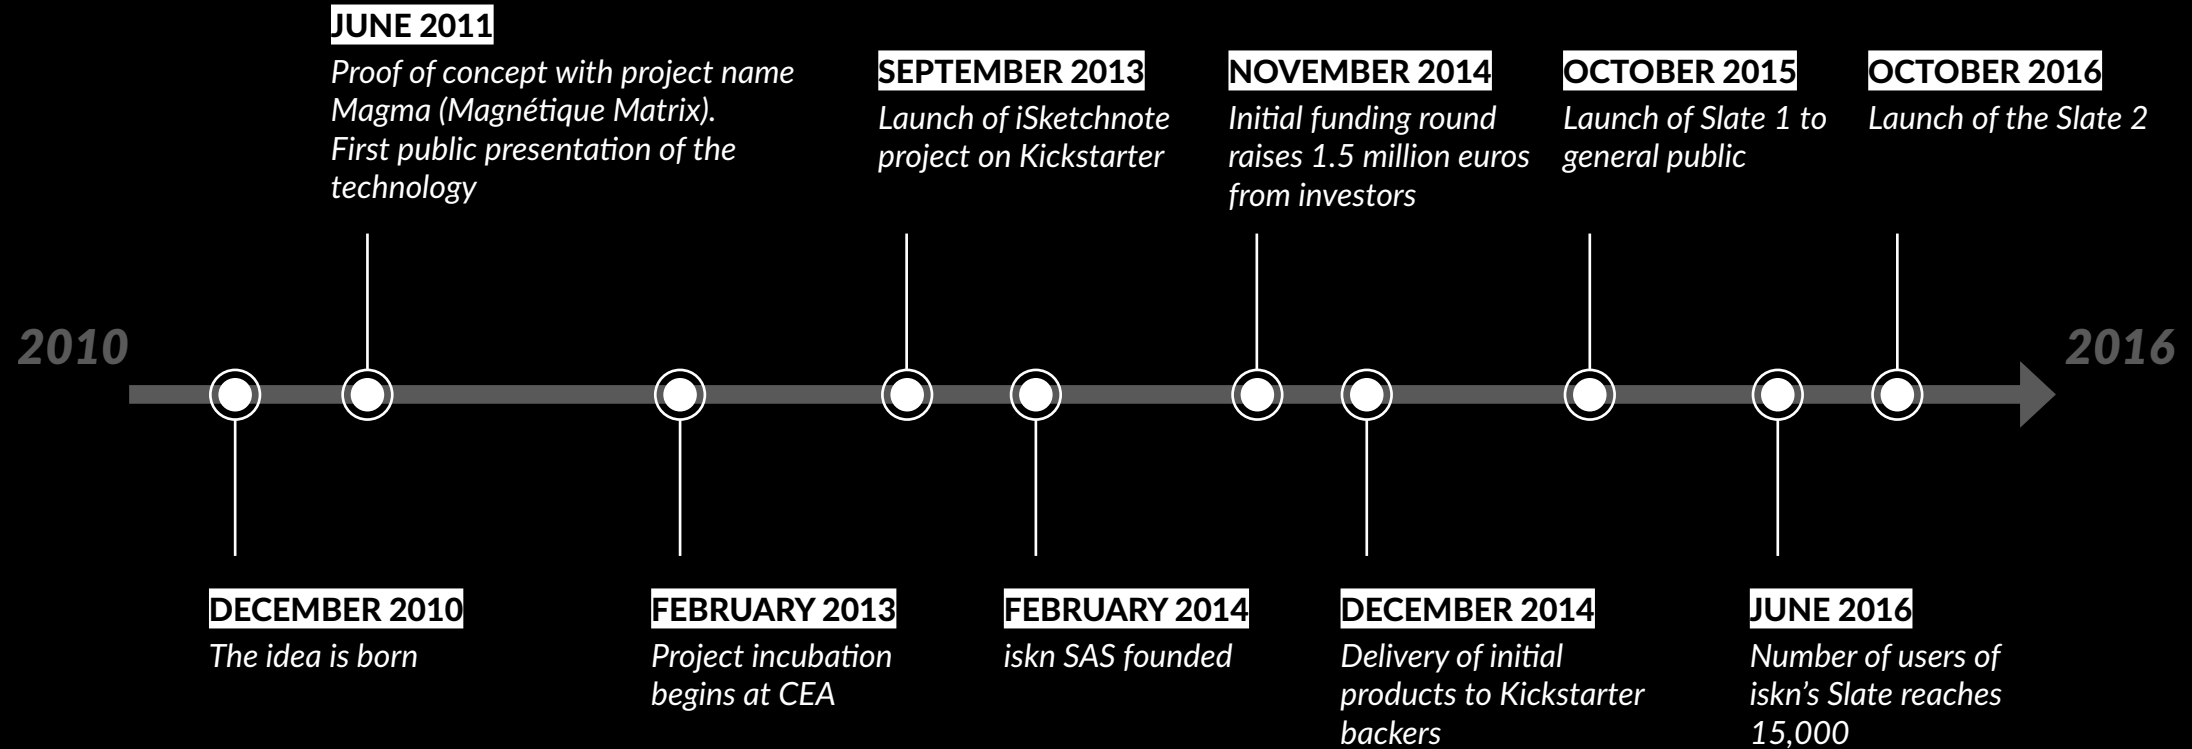 JUNE 2011
Proof of concept with project name
Magma (Magnétique Matrix).
First public presentation of the
technology
SEPTEMBER 2013
Launch of iSketchnote
project on Kickstarter
NOVEMBER 2014
Initial funding round
raises 1.5 million euros
from investors
OCTOBER 2015
Launch of Slate 1 to
general public
OCTOBER 2016
Launch of the Slate 2
2010
2016
DECEMBER 2010
The idea is born
FEBRUARY 2013
Project incubation
begins at CEA
FEBRUARY 2014
iskn SAS founded
DECEMBER 2014
Delivery of initial
products to Kickstarter
backers
JUNE 2016
Number of users of
iskn’s Slate reaches
15,000